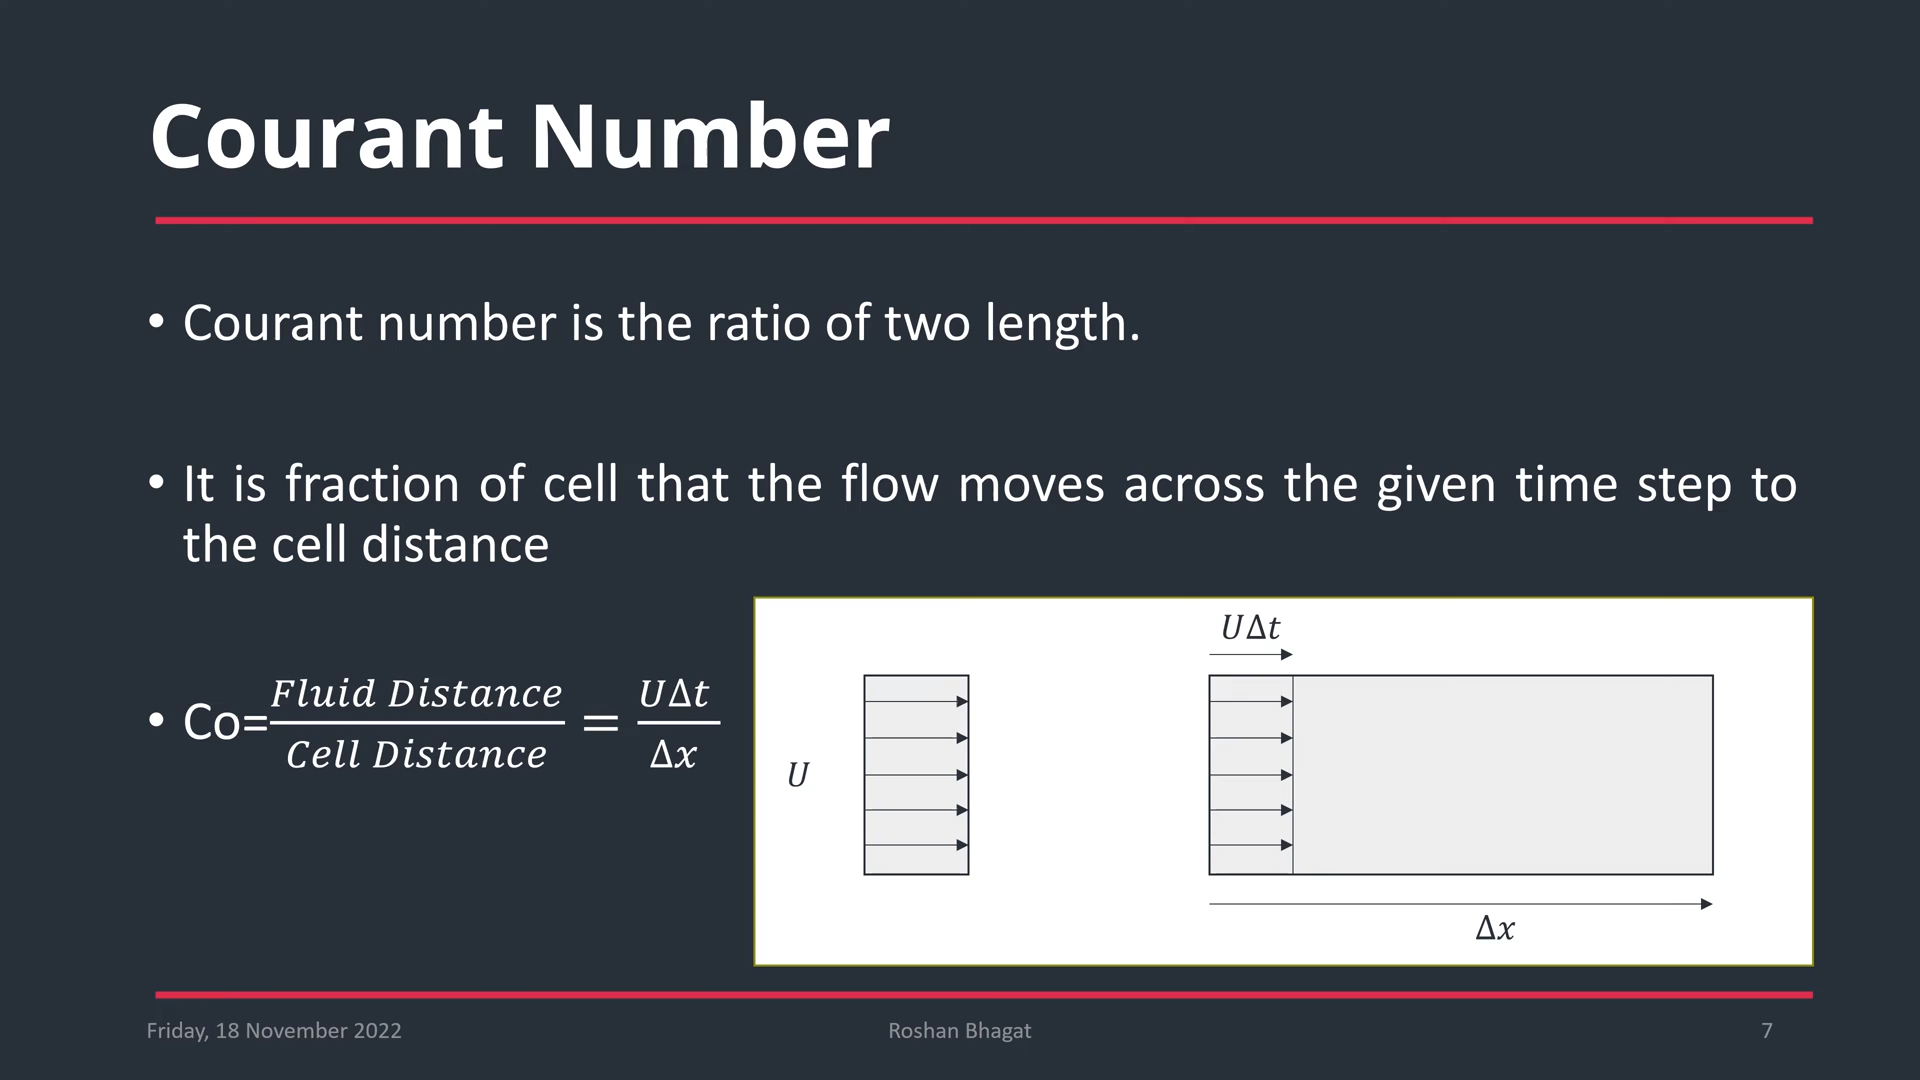 Courant Number
• Courant number is the ratio of two length.
• It is fraction of cell that the flow moves across the given time step to
the cell distance
• Co=Fluid Distance/Cell Distance = UΔt/Δx
UΔt
U
Δx
Friday, 18 November 2022
Roshan Bhagat
7